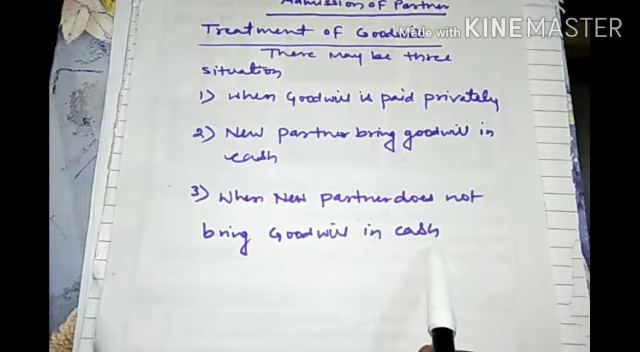 Admission of Partner
Treatment of Goodwill
Made with KINEMASTER
There may be three
situation
1) When Goodwill is paid privately
2) New partner bring goodwill in
cash
3) When New partner does not
bring Goodwill in cash